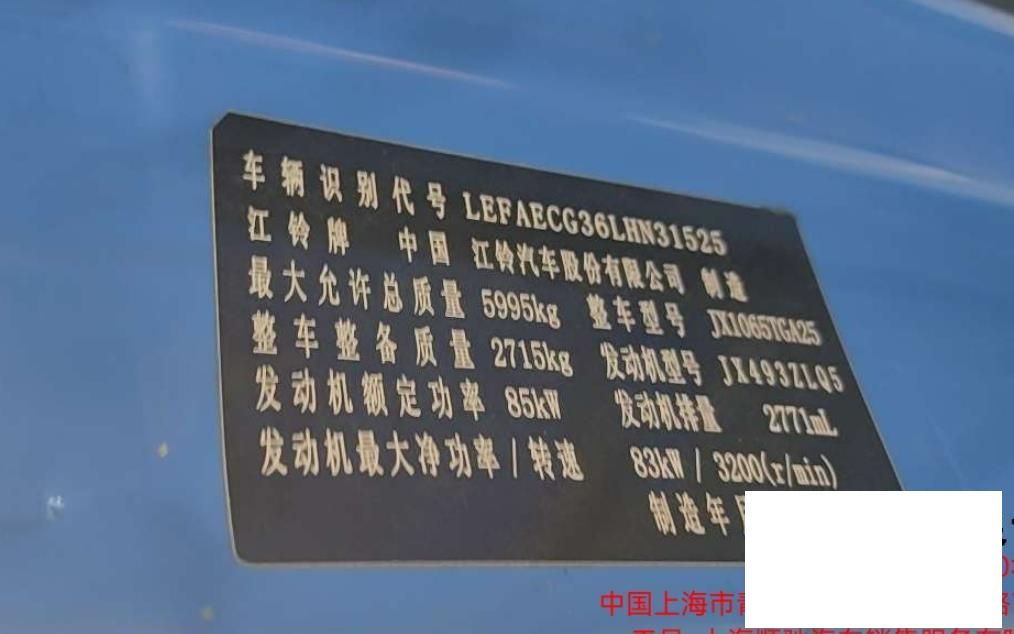 车辆识别代号 LEFAECG36LHN31525
江铃牌 中国 江铃汽车股份有限公司 制造
最大允许总质量 5995kg 整车型号 JX1065TGA25
整车整备质量 2715kg 发动机型号 JX493ZLQ5
发动机额定功率 85kW 发动机排量 2771mL
发动机最大净功率/转速 83kW/3200(r/min)
制造年
中国上海市